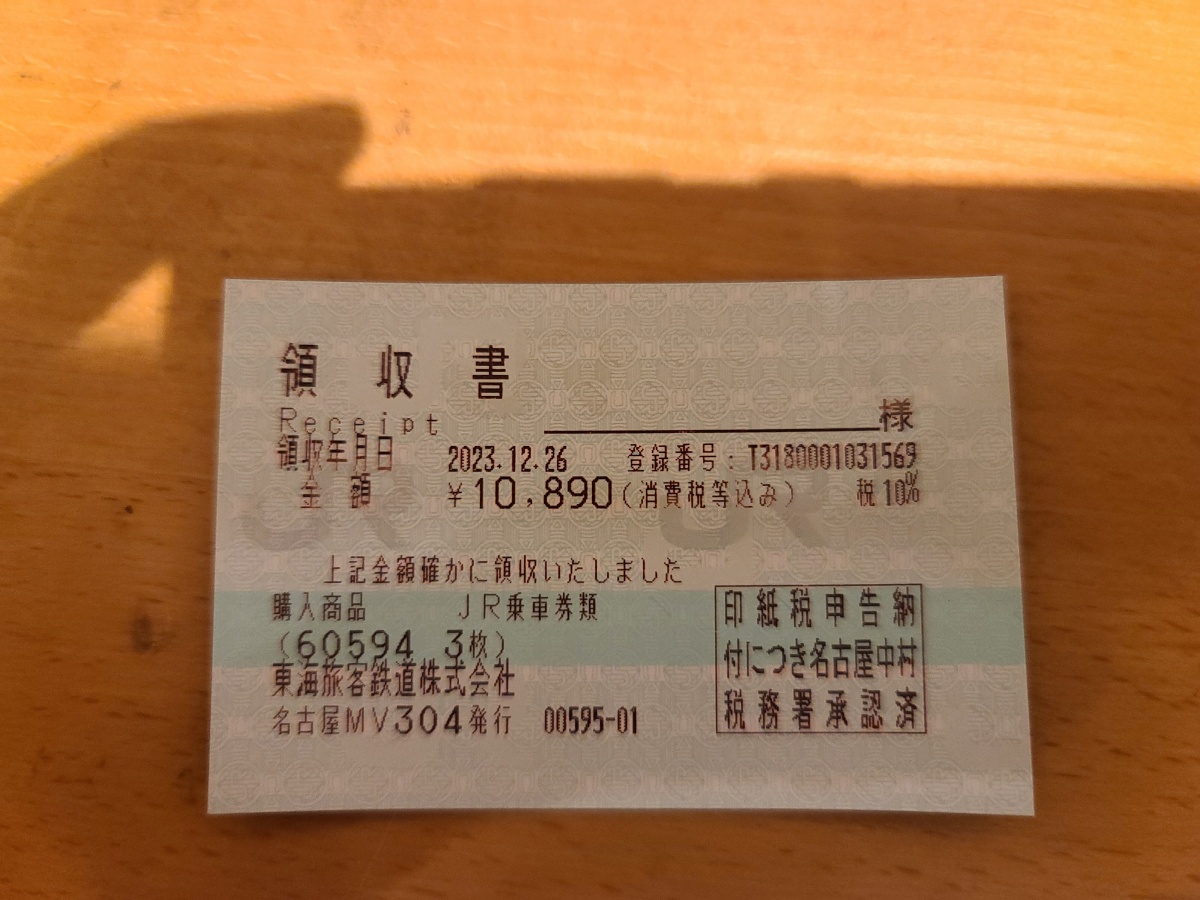 領収書
Receipt
様
領収年月日 2023.12.26 登録番号:T3180001031569
金額 ¥10,890(消費税等込み) 税10%
上記金額確かに領収いたしました
購入商品 JR乗車券類
(60594 3枚)
東海旅客鉄道株式会社
名古屋MV304発行 00595-01
印紙税申告納
付につき名古屋中村
税務署承認済